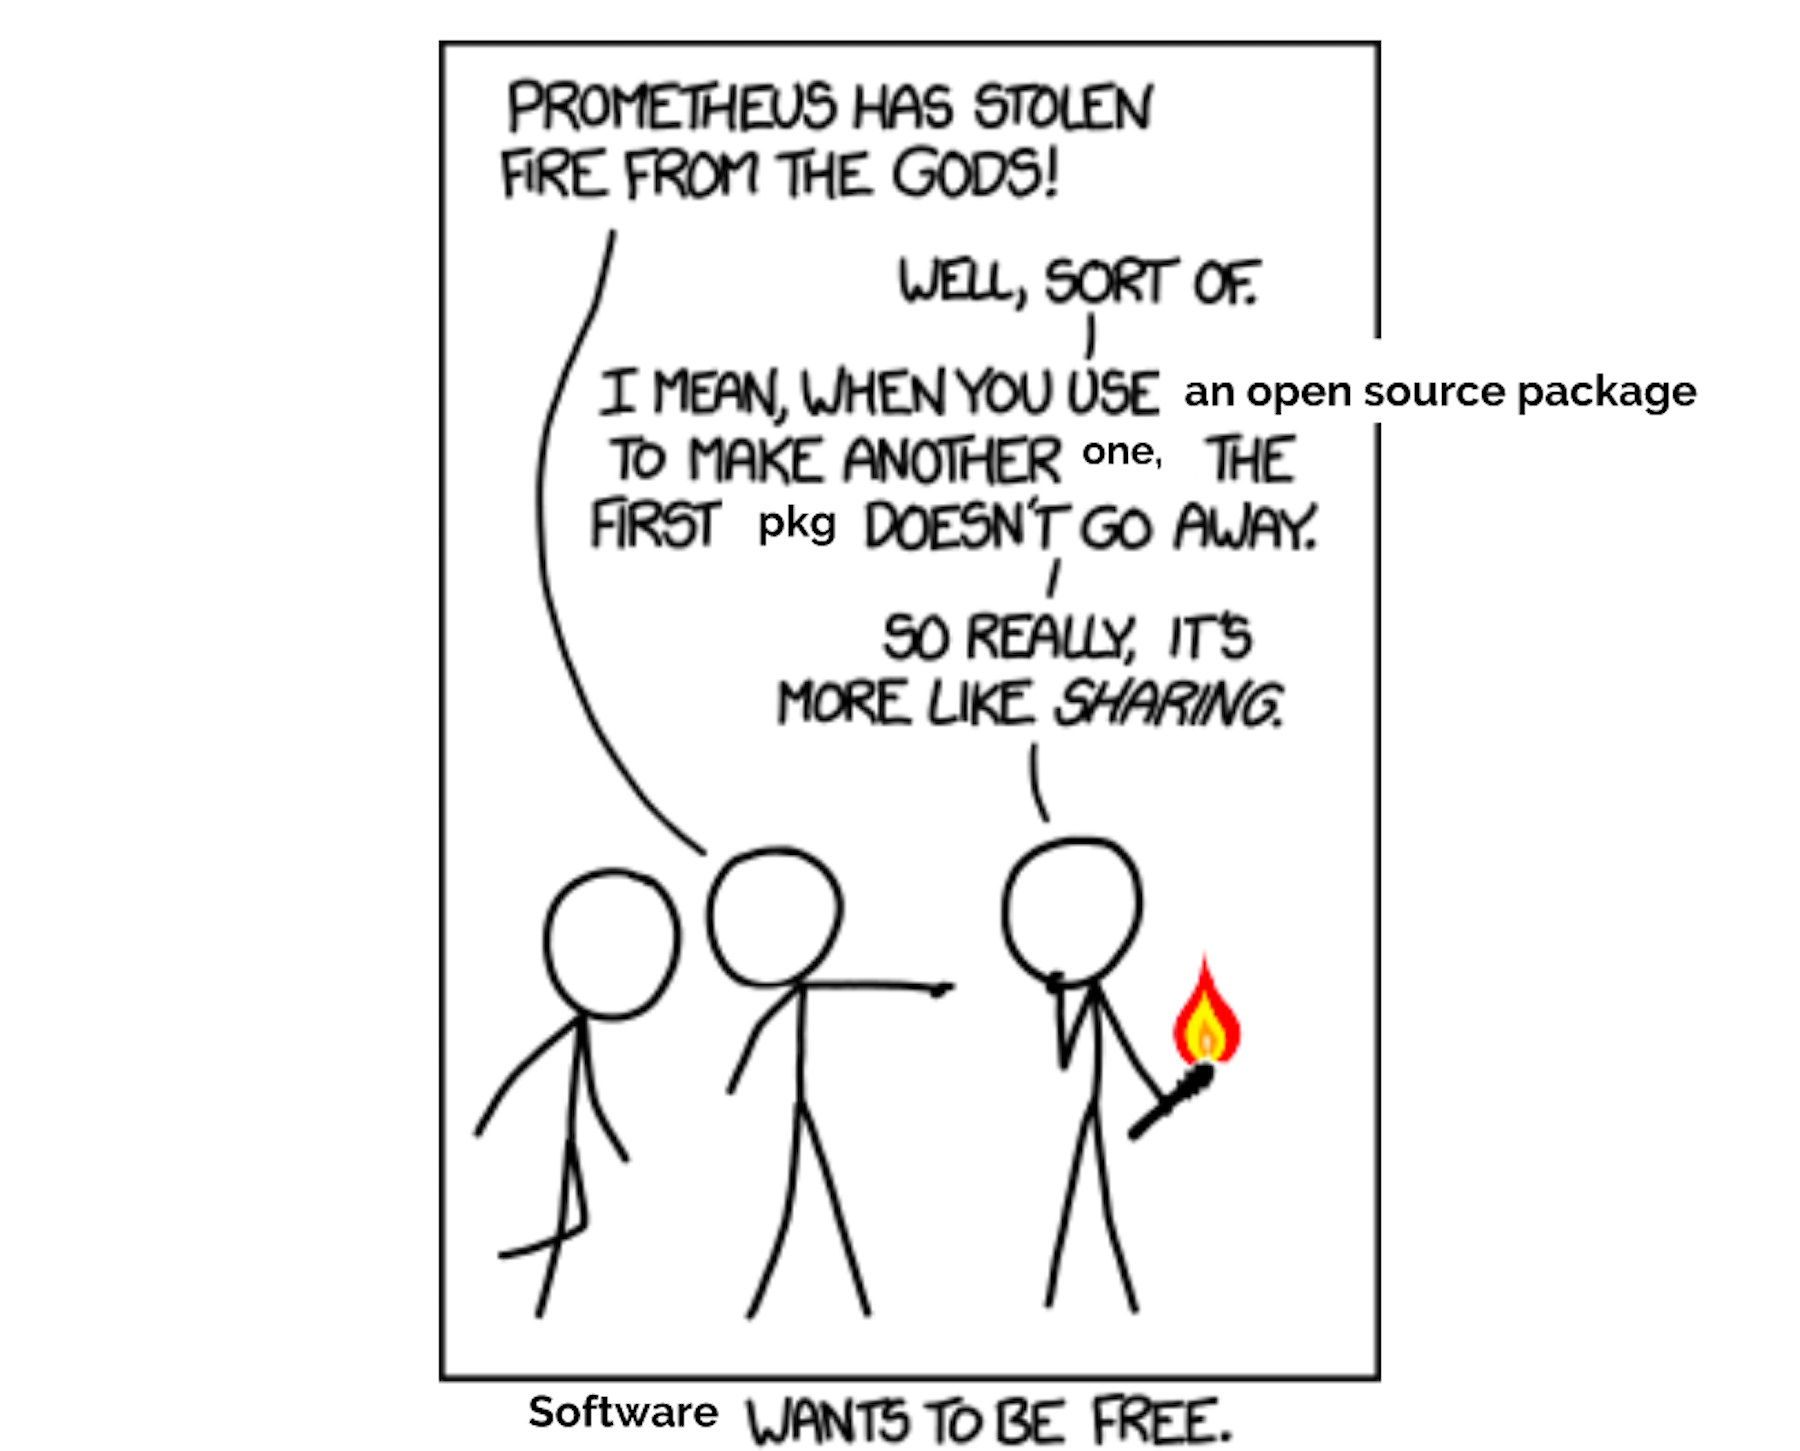 PROMETHEUS HAS STOLEN
FIRE FROM THE GODS!
WELL, SORT OF.
I MEAN, WHEN YOU USE an open source package
TO MAKE ANOTHER one, THE
FIRST pkg DOESN'T GO AWAY.
SO REALLY, IT'S
MORE LIKE SHARING.
Software WANTS TO BE FREE.